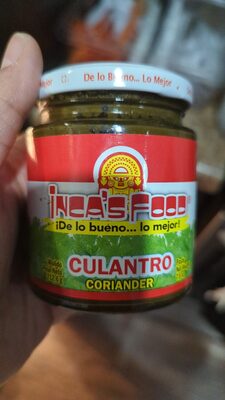 De lo Bueno... Lo Mejor
INCA'S FOOD
¡De lo bueno... lo mejor!
CULANTRO
CORIANDER